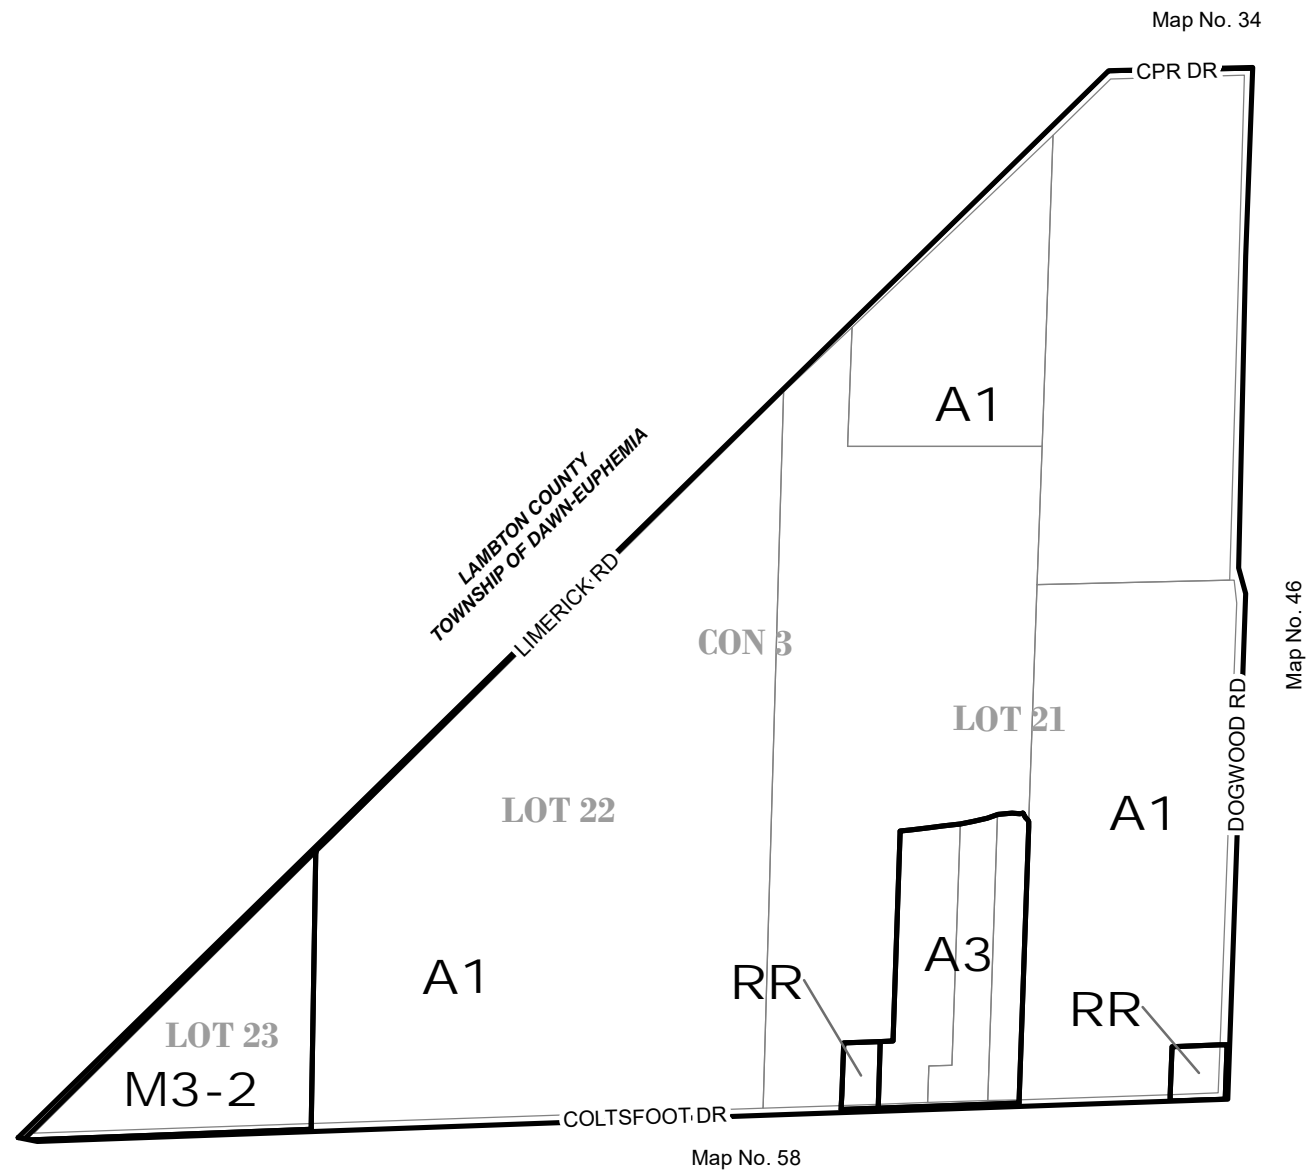 Map No. 34
CPR DR
A1
LAMBTON COUNTY
TOWNSHIP OF DAWN-EUPHEMIA
LIMERICK RD
Map No. 46
CON 3
LOT 21
DOGWOOD RD
LOT 22
A1
A3
A1
RR
RR
LOT 23
M3-2
COLTSFOOT DR
Map No. 58